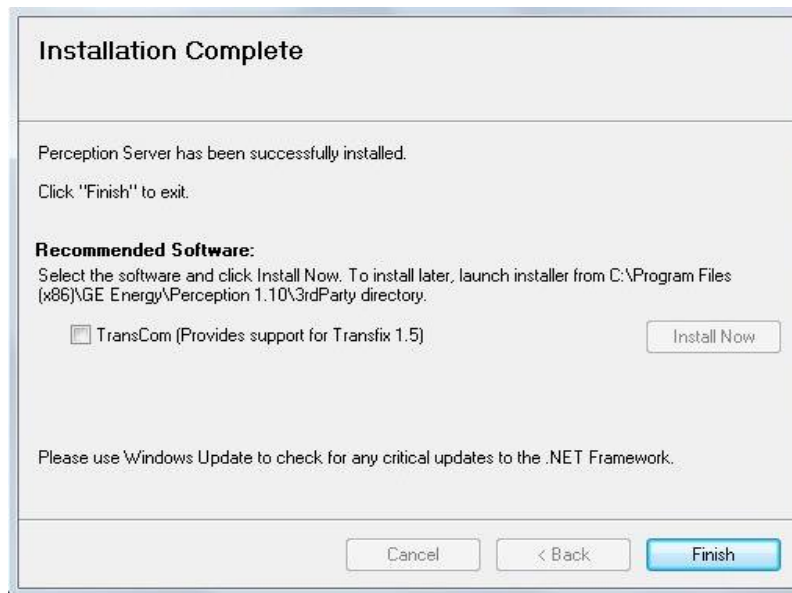 Installation Complete
Perception Server has been successfully installed.
Click "Finish" to exit.
Recommended Software:
Select the software and click Install Now. To install later, launch installer from C:\Program Files
(x86)\GE Energy\Perception 1.10\3rdParty directory.
TransCom (Provides support for Transfix 1.5)
Install Now
Please use Windows Update to check for any critical updates to the .NET Framework.
Cancel
< Back
Finish